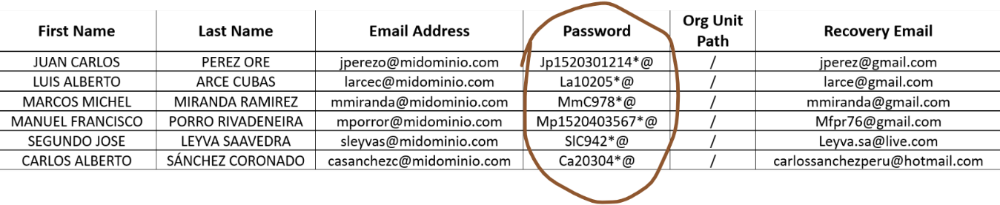 First Name Last Name Email Address Password Org Unit Path Recovery Email
JUAN CARLOS PEREZ ORE jperezo@midominio.com Jp1520301214*@ / jperez@gmail.com
LUIS ALBERTO ARCE CUBAS larcec@midominio.com La10205*@ / larce@gmail.com
MARCOS MICHEL MIRANDA RAMIREZ mmiranda@midominio.com MmC978*@ / mmiranda@gmail.com
MANUEL FRANCISCO PORRO RIVADENEIRA mporror@midominio.com Mp1520403567*@ / Mfpr76@gmail.com
SEGUNDO JOSE LEYVA SAAVEDRA sleyvas@midominio.com SlC942*@ / Leyva.sa@live.com
CARLOS ALBERTO SÁNCHEZ CORONADO casanchezc@midominio.com Ca20304*@ / carlossanchezperu@hotmail.com